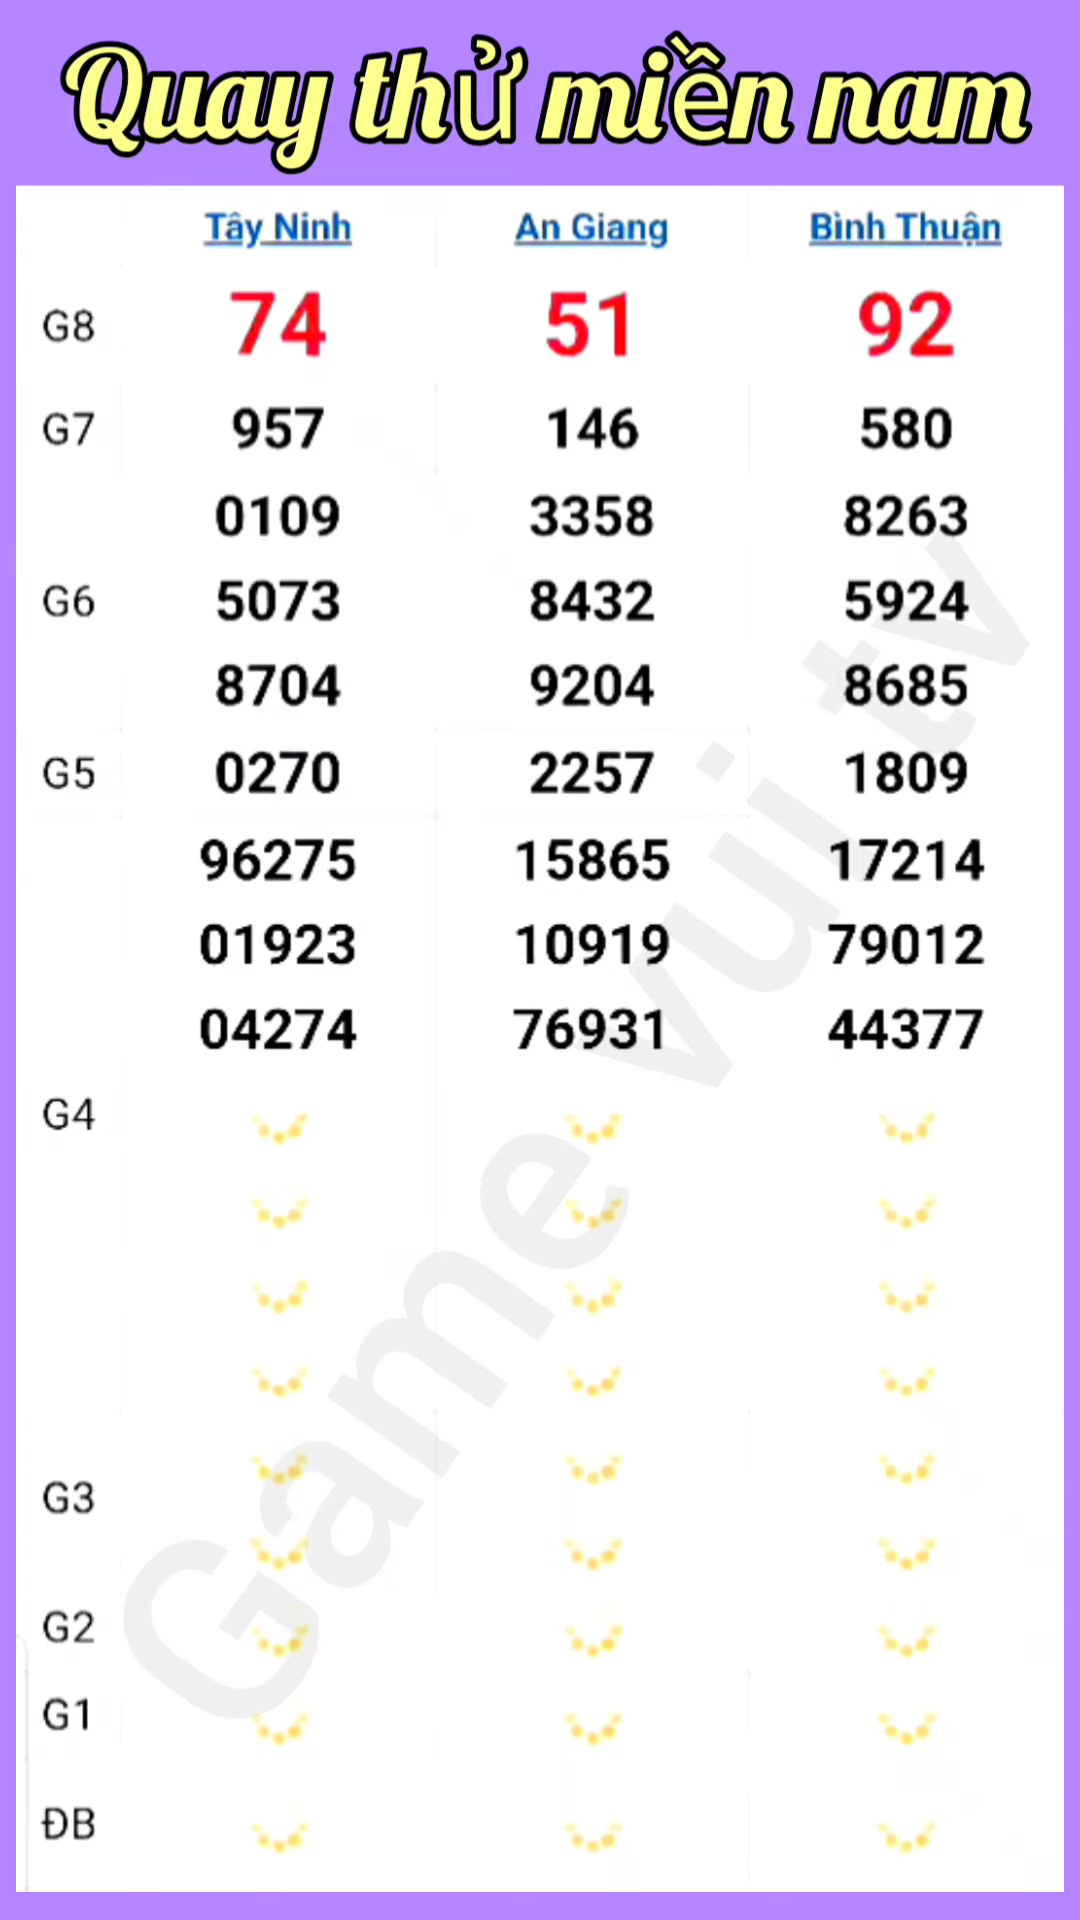 Quay thử miền nam
Tây Ninh An Giang Bình Thuận
G8 74 51 92
G7 957 146 580
0109 3358 8263
G6 5073 8432 5924
8704 9204 8685
G5 0270 2257 1809
96275 15865 17214
01923 10919 79012
04274 76931 44377
G4
G3
G2
G1
ĐB
Game vui tv